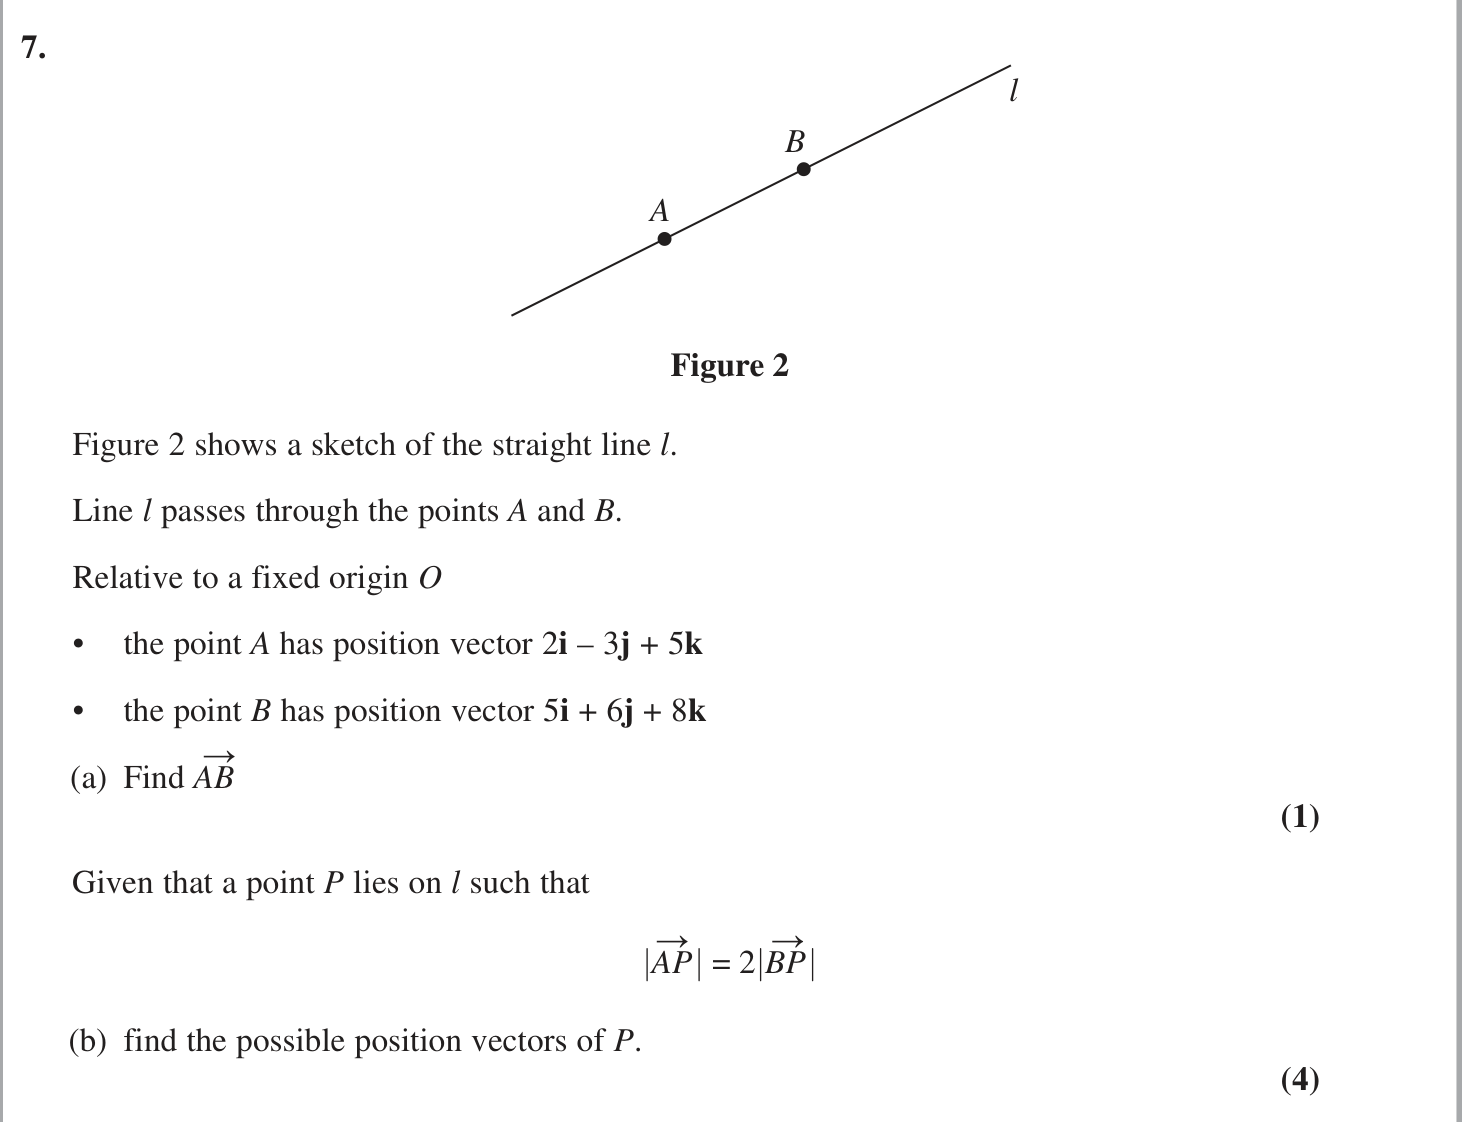 7.
l
B
A
Figure 2
Figure 2 shows a sketch of the straight line l.
Line l passes through the points A and B.
Relative to a fixed origin O
• the point A has position vector 2i – 3j + 5k
• the point B has position vector 5i + 6j + 8k
(a) Find $\overrightarrow{AB}$
(1)
Given that a point P lies on l such that
$|\overrightarrow{AP}| = 2|\overrightarrow{BP}|$
(b) find the possible position vectors of P.
(4)